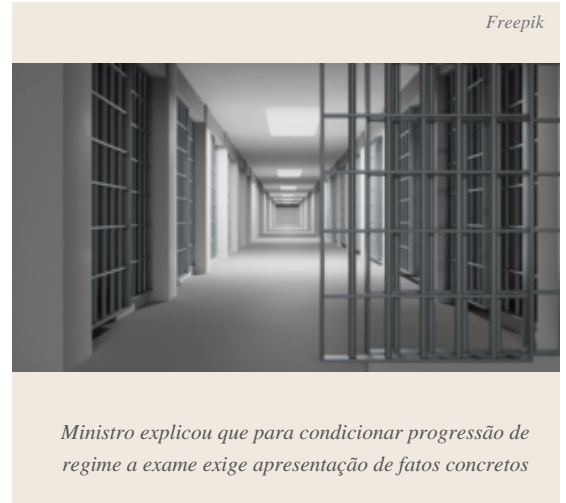 Freepik
Ministro explicou que para condicionar progressão de
regime a exame exige apresentação de fatos concretos